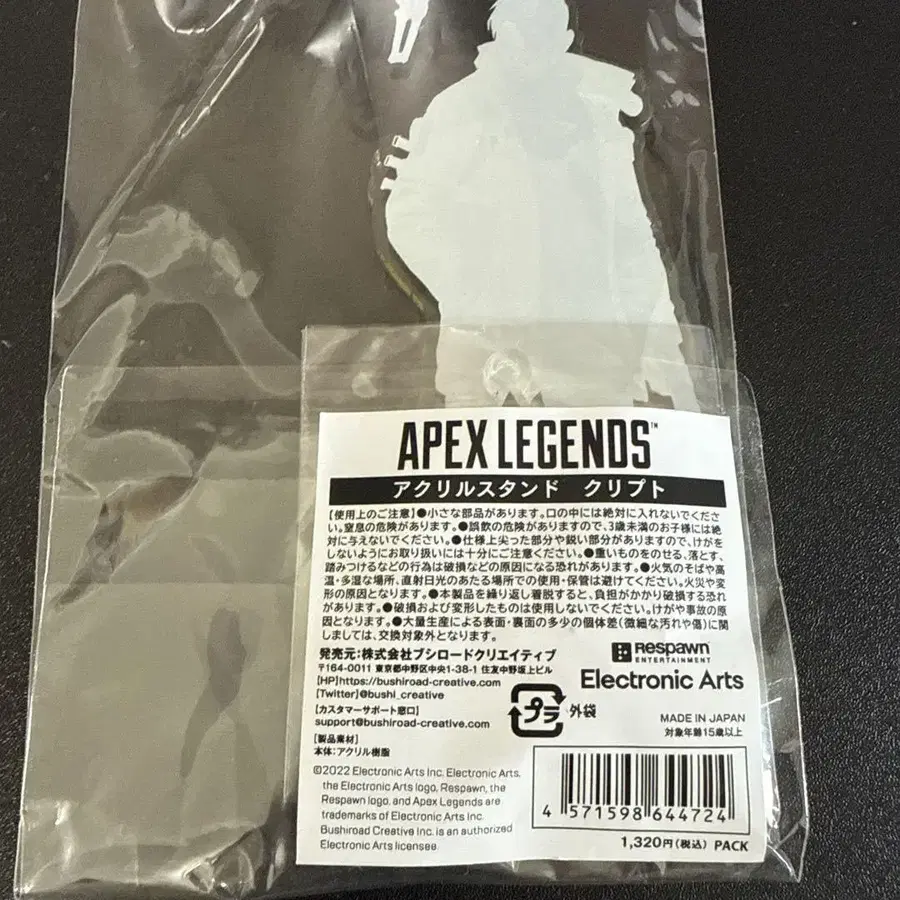 APEX LEGENDS™
アクリルスタンド クリプト
【使用上のご注意】●小さな部品があります。口の中には絶対に入れないでくださ
い。窒息の危険があります。●誤飲の危険がありますので、3歳未満のお子様には絶
対に与えないでください。●仕様上尖った部分や鋭い部分がありますので、けがを
しないようにお取り扱いには十分にご注意ください。●重いものをのせる、落とす、
踏みつけるなどの行為は破損などの原因になる恐れがあります。●火気のそばや高
温・多湿な場所、直射日光のあたる場所での使用・保管は避けてください。火災や変
形の原因となります。●本製品を繰り返し着脱すると、負担がかかり破損する恐れ
があります。●破損および変形したものは使用しないでください。けがや事故の原
因となります。●大量生産による表面・裏面の多少の個体差(微細な汚れや傷)に関
しましては、交換対象外となります。
発売元:株式会社ブシロードクリエイティブ
〒164-0011 東京都中野区中央1-38-1 住友中野坂上ビル
[HP]https://bushiroad-creative.com
[Twitter]@bushi_creative
【カスタマーサポート窓口】
support@bushiroad-creative.com
【製品素材】
本体:アクリル樹脂
©2022 Electronic Arts Inc. Electronic Arts,
the Electronic Arts logo, Respawn, the
Respawn logo, and Apex Legends are
trademarks of Electronic Arts Inc.
Bushiroad Creative Inc. is an authorized
Electronic Arts licensee.
RESPAWN
ENTERTAINMENT
Electronic Arts
プラ 外袋
MADE IN JAPAN
対象年齢15歳以上
4 571598 644724
1,320円(税込) PACK